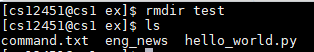 [cs12451@cs1 ex]$ rmdir test
[cs12451@cs1 ex]$ ls
command.txt  eng_news  hello_world.py